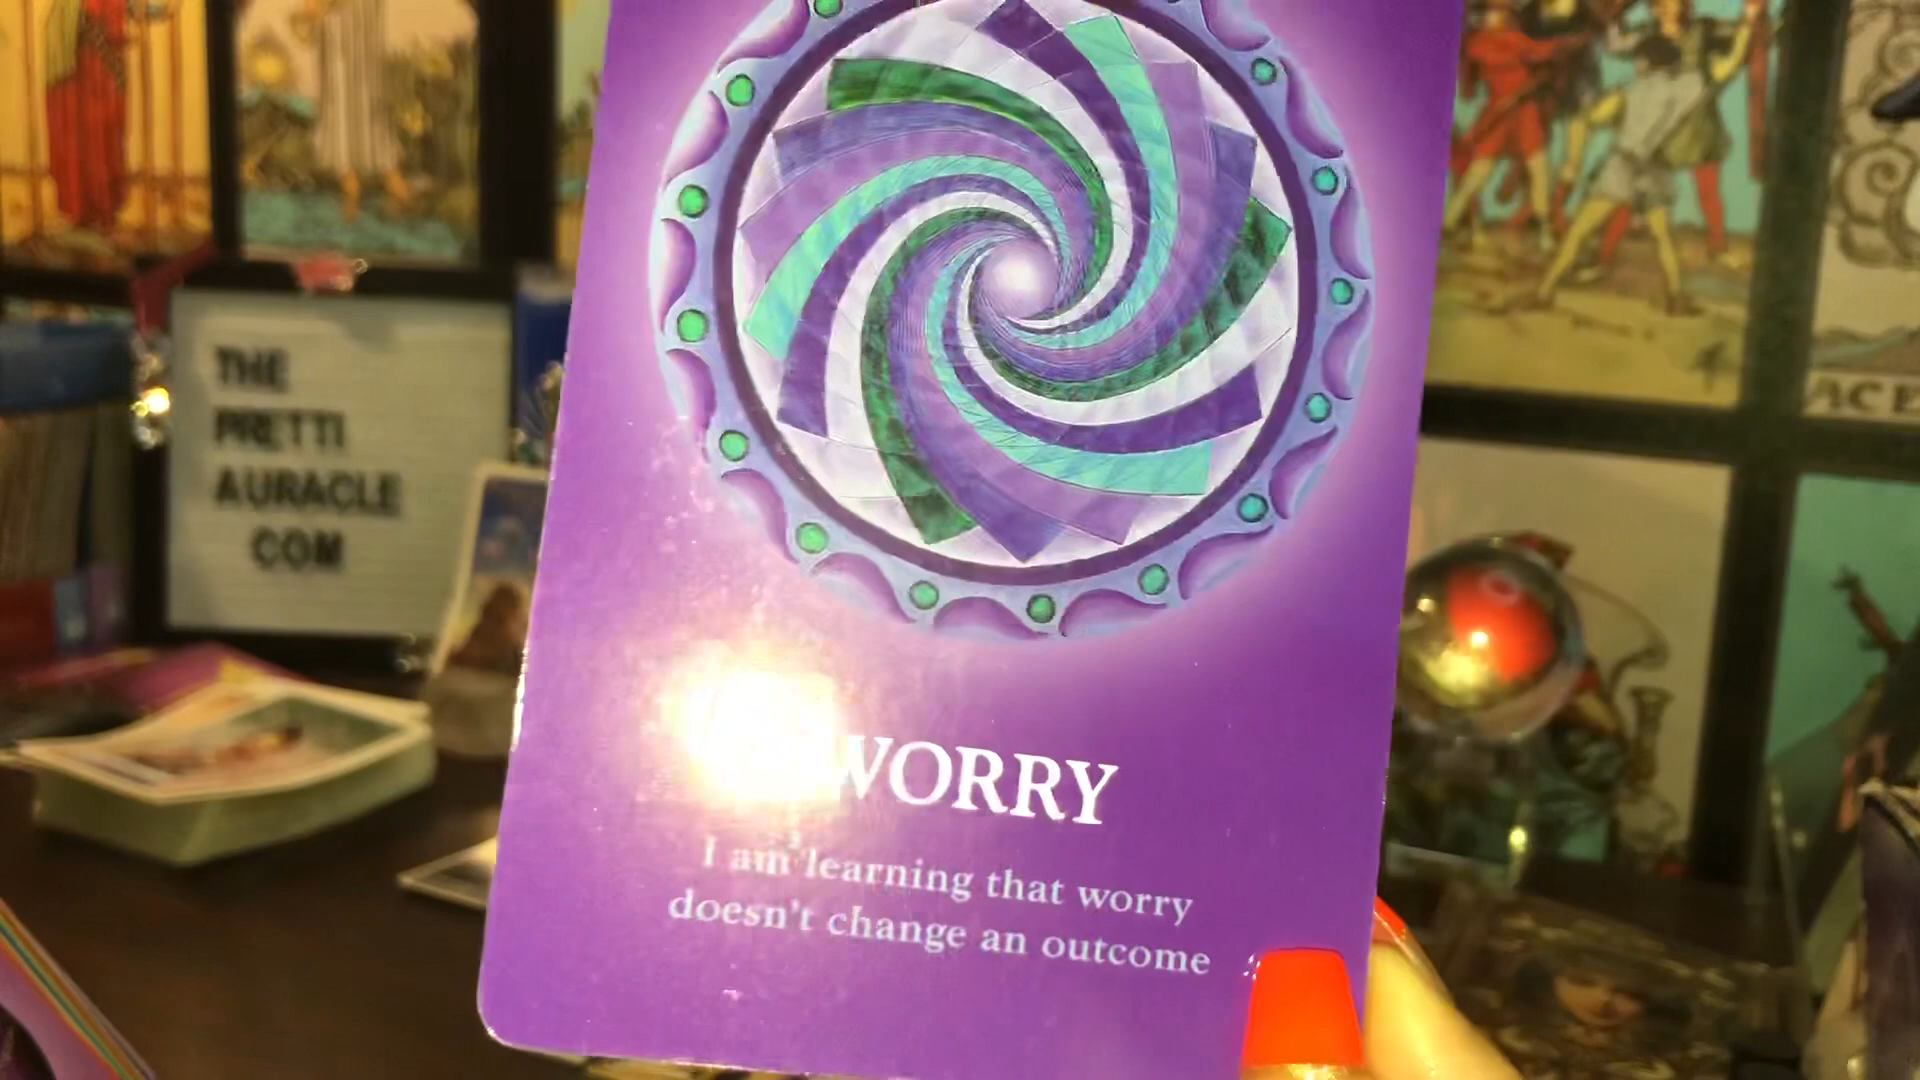 THE
PRETTI
AURACLE
COM
WORRY
I am learning that worry
doesn't change an outcome